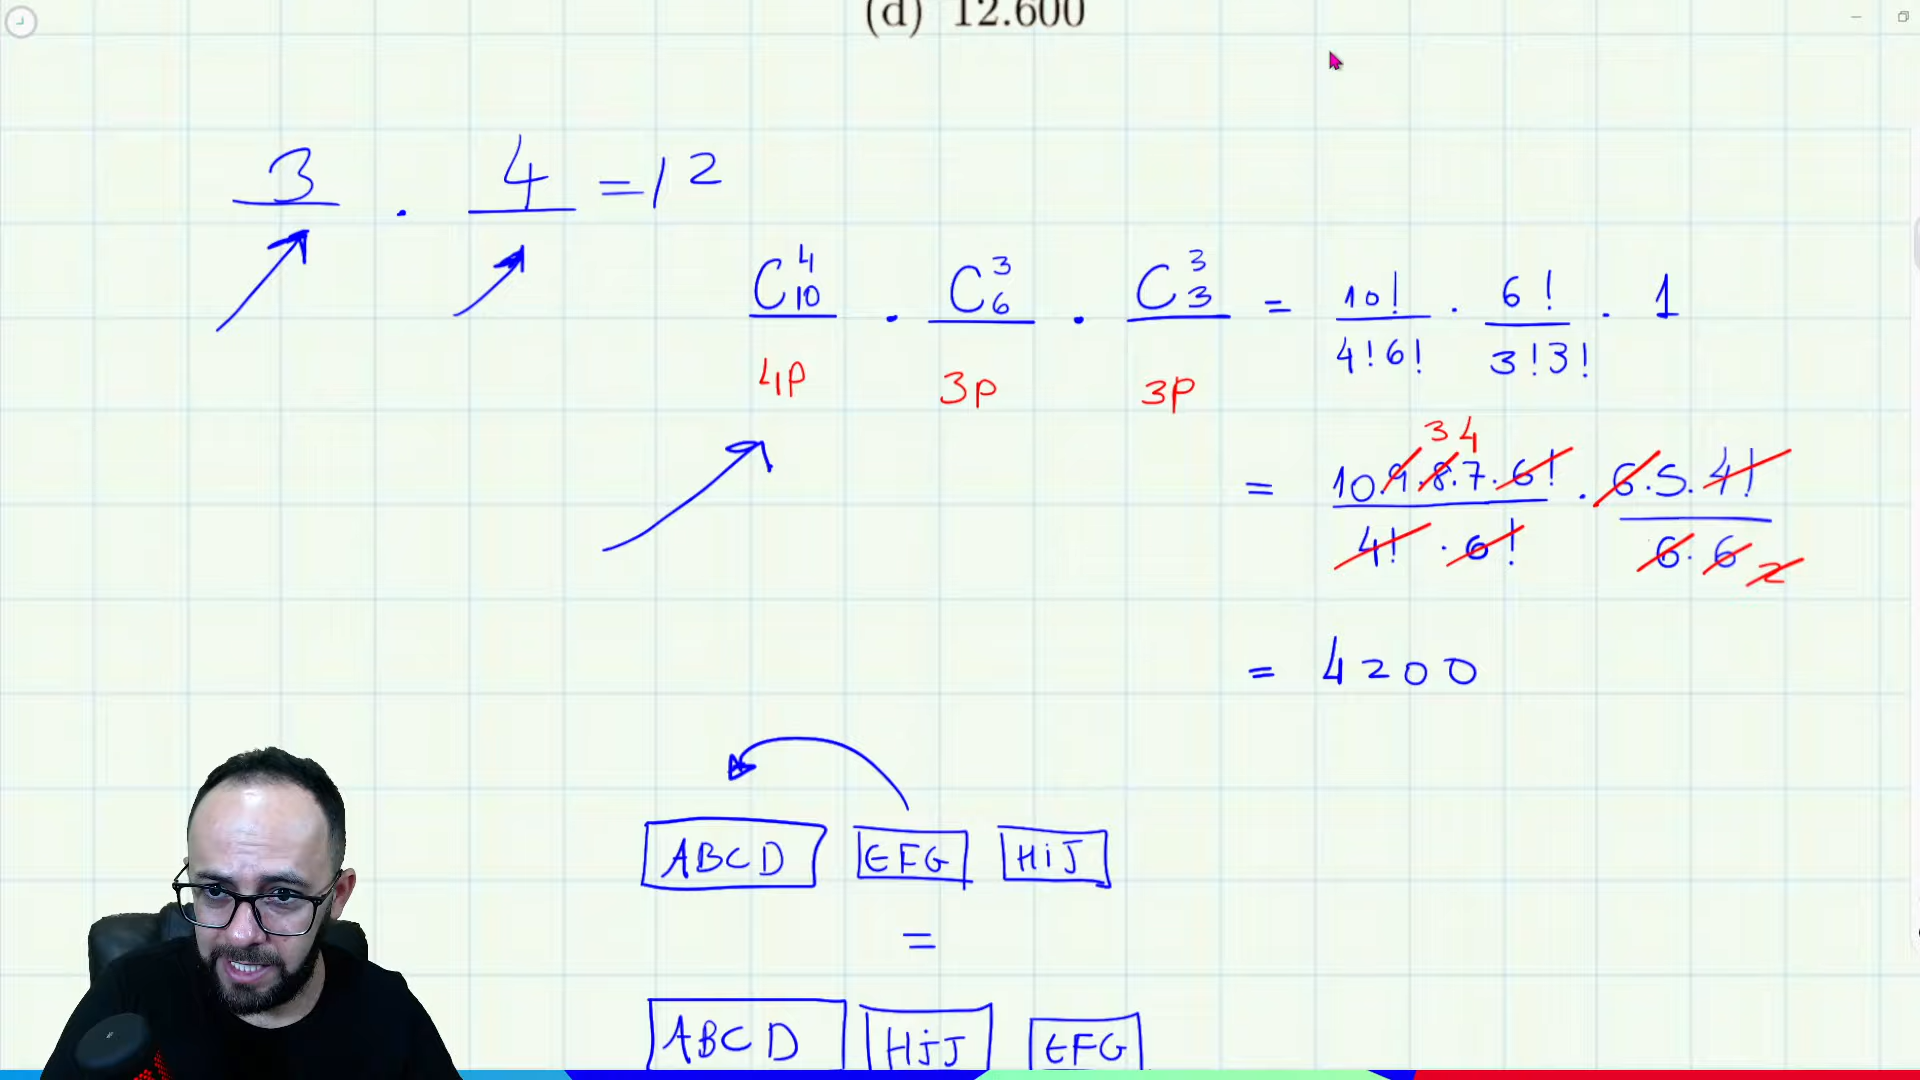 (d) 12.600
3 . 4 = 12
C₁₀⁴ . C₆³ . C₃³ = 10!/4!6! . 6!/3!3! . 1
4P 3P 3P
3 4
= 10.9.8.7.6!/4!.6! . 6.5.4!/6.6 2
= 4200
ABCD EFG HiJ
=
ABCD HiJ EFG